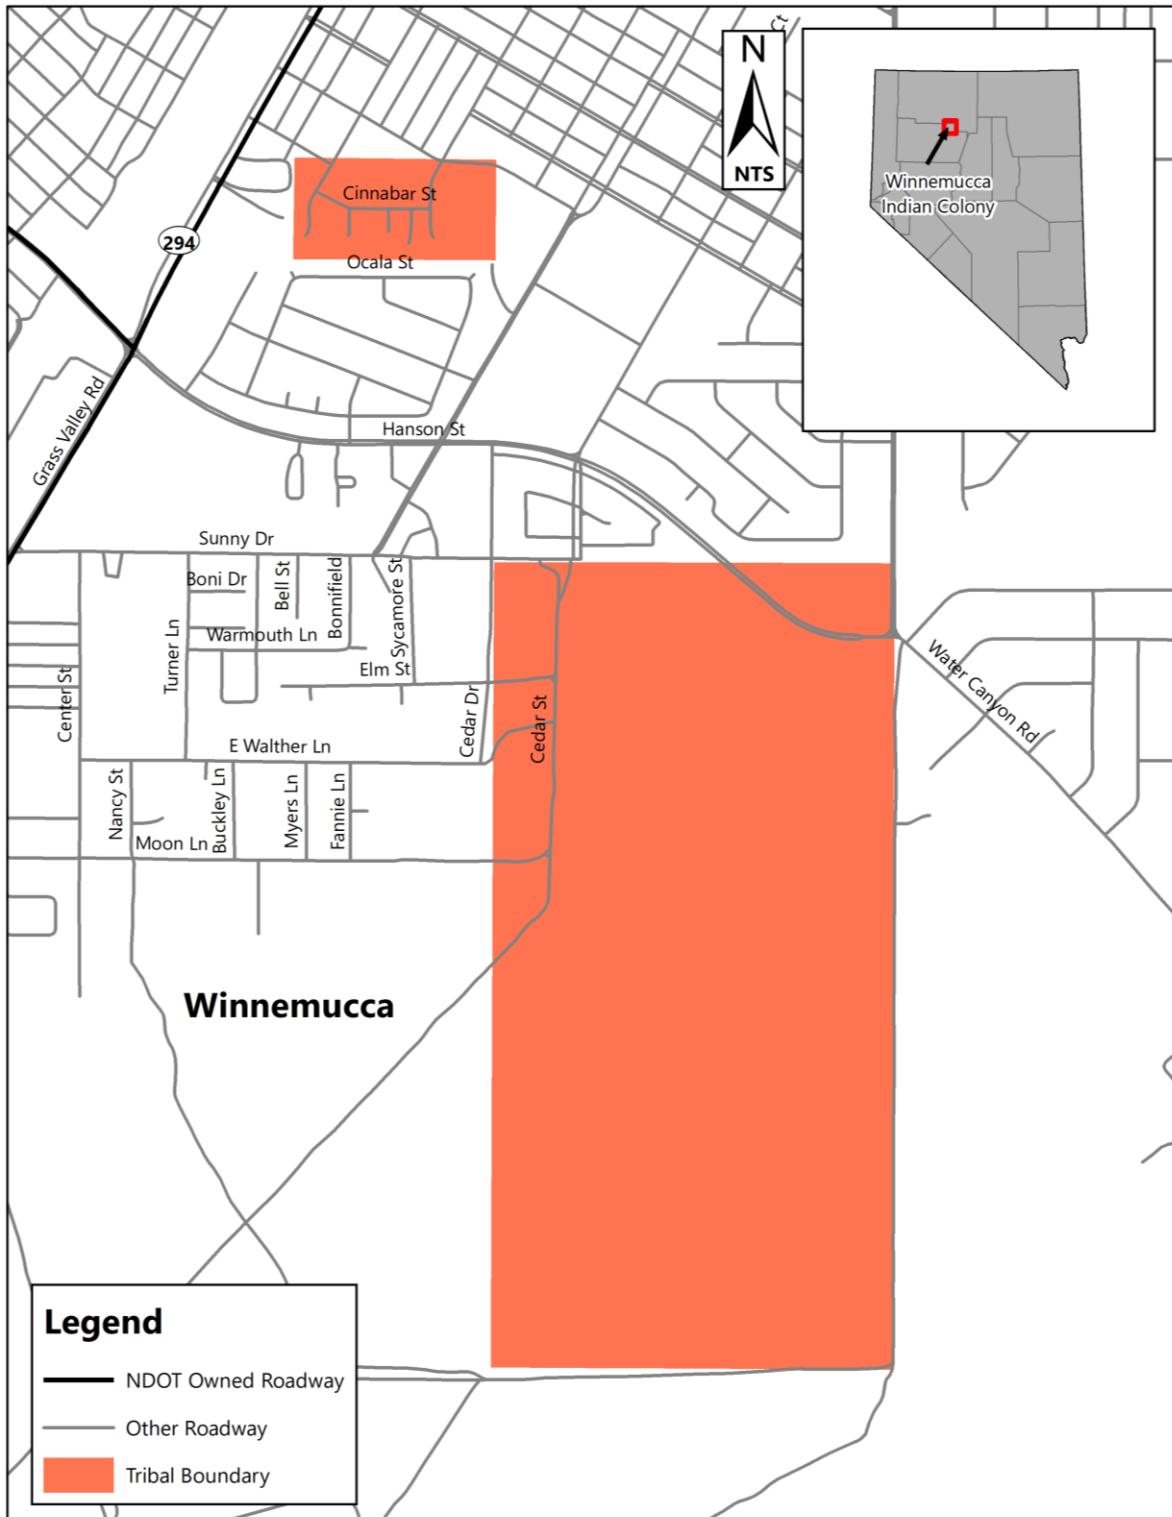 Ct
N
NTS
Winnemucca
Indian Colony
Cinnabar St
294
Ocala St
Grass Valley Rd
Hanson St
Sunny Dr
Boni Dr
Bell St
Bonnifield
Sycamore St
Warmouth Ln
Turner Ln
Elm St
Center St
Cedar Dr
Cedar St
Water Canyon Rd
E Walther Ln
Nancy St
Buckley Ln
Myers Ln
Fannie Ln
Moon Ln
Winnemucca
Legend
NDOT Owned Roadway
Other Roadway
Tribal Boundary